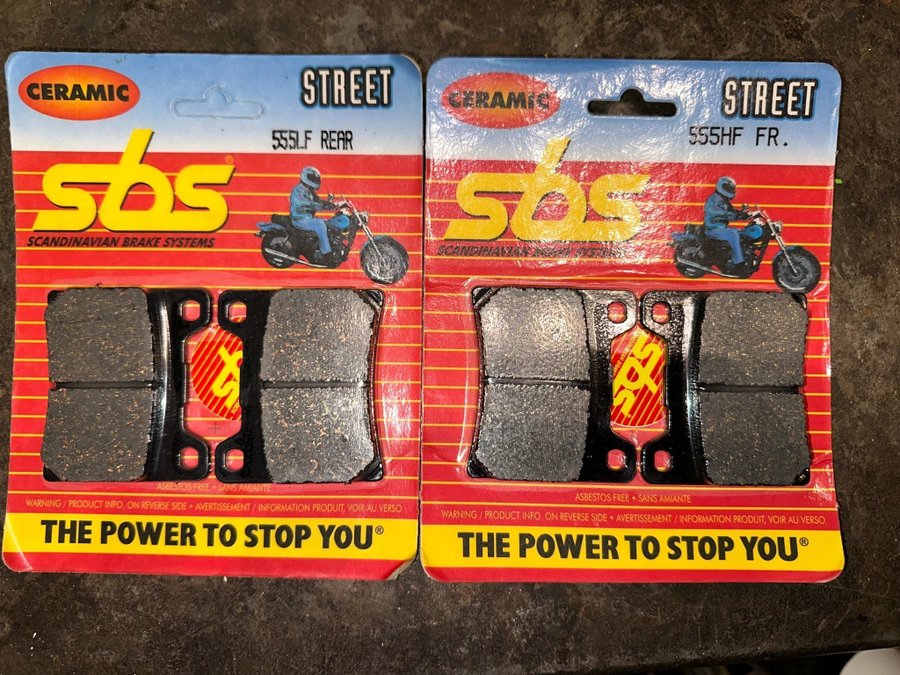 CERAMIC
STREET
555LF REAR
sbs®
SCANDINAVIAN BRAKE SYSTEMS
sbs
ASBESTOS FREE • SANS AMIANTE
WARNING / PRODUCT INFO. ON REVERSE SIDE • AVERTISSEMENT / INFORMATION PRODUIT, VOIR AU VERSO.
THE POWER TO STOP YOU®
CERAMIC
STREET
555HF FR.
sbs
SCANDINAVIAN BRAKE SYSTEMS
sbs
ASBESTOS FREE • SANS AMIANTE
WARNING / PRODUCT INFO. ON REVERSE SIDE • AVERTISSEMENT / INFORMATION PRODUIT, VOIR AU VERSO.
THE POWER TO STOP YOU®